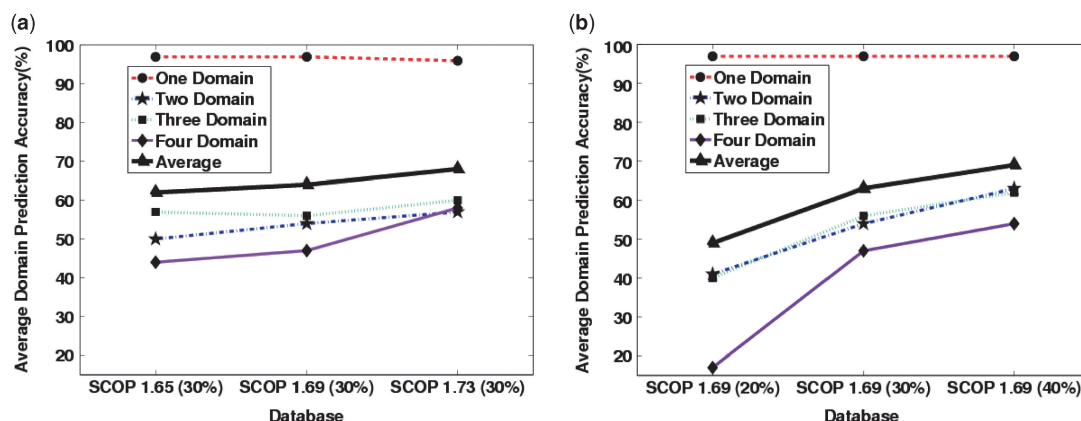 (a)
Average Domain Prediction Accuracy(%)
100
90
80
70
60
50
40
30
20
One Domain
Two Domain
Three Domain
Four Domain
Average
SCOP 1.65 (30%) SCOP 1.69 (30%) SCOP 1.73 (30%)
Database
(b)
Average Domain Prediction Accuracy(%)
100
90
80
70
60
50
40
30
20
One Domain
Two Domain
Three Domain
Four Domain
Average
SCOP 1.69 (20%) SCOP 1.69 (30%) SCOP 1.69 (40%)
Database